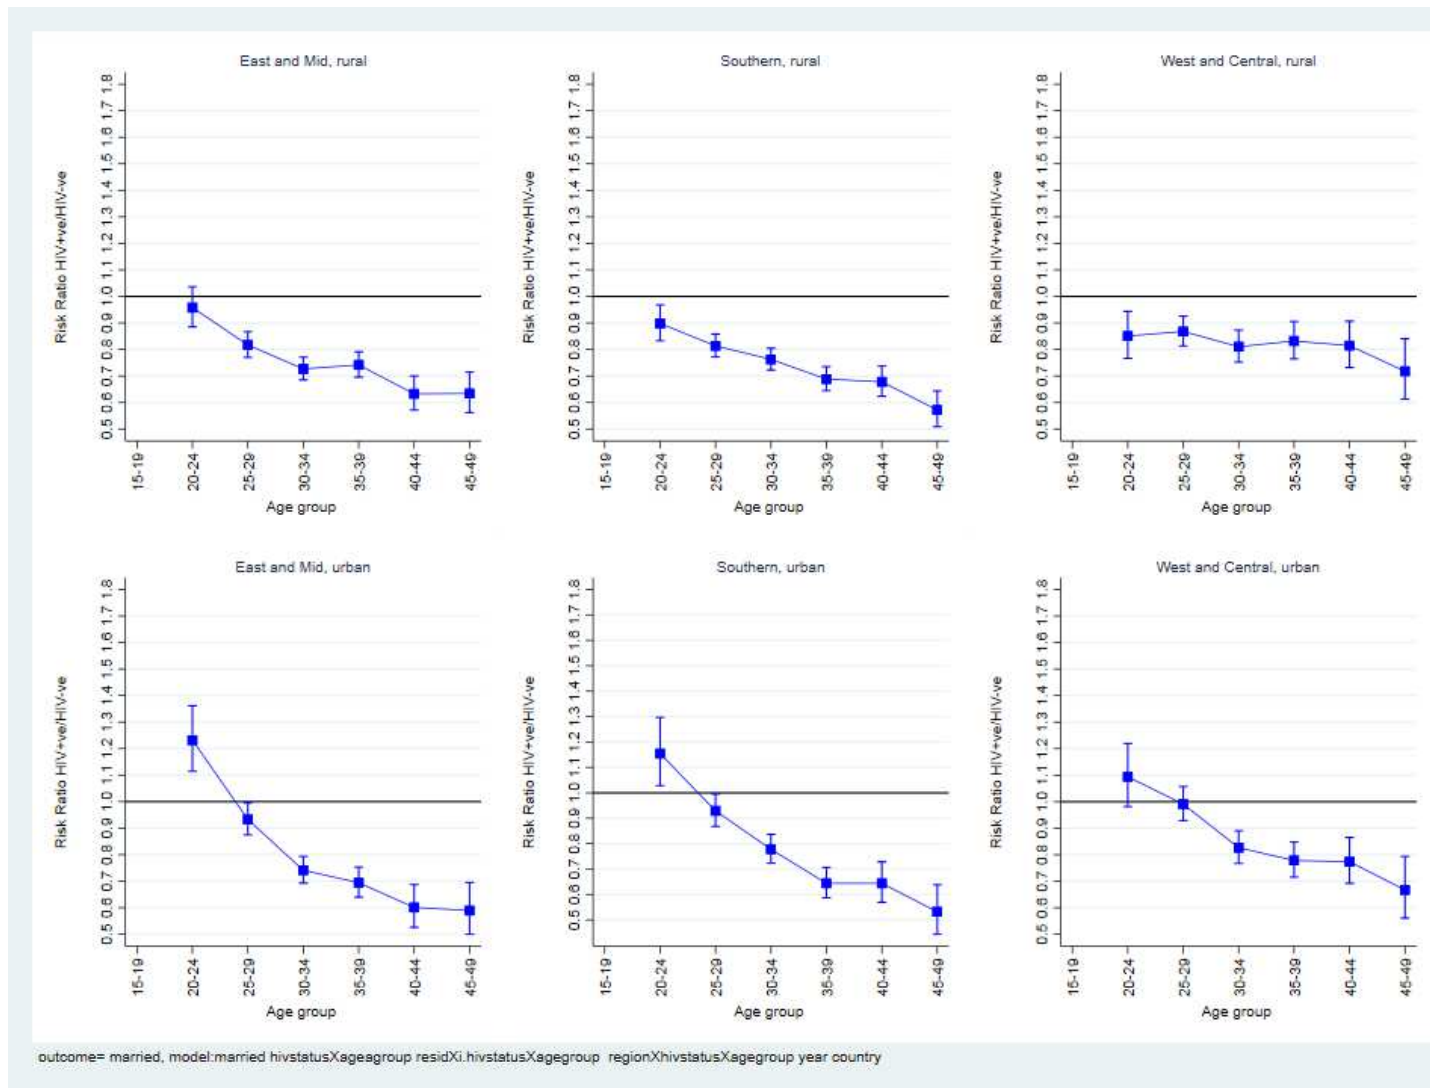 East and Mid, rural
Risk Ratio HIV+ve/HIV-ve
0.5 0.6 0.7 0.8 0.9 1.0 1.1 1.2 1.3 1.4 1.5 1.6 1.7 1.8
15-19 20-24 25-29 30-34 35-39 40-44 45-49
Age group
Southern, rural
Risk Ratio HIV+ve/HIV-ve
0.5 0.6 0.7 0.8 0.9 1.0 1.1 1.2 1.3 1.4 1.5 1.6 1.7 1.8
15-19 20-24 25-29 30-34 35-39 40-44 45-49
Age group
West and Central, rural
Risk Ratio HIV+ve/HIV-ve
0.5 0.6 0.7 0.8 0.9 1.0 1.1 1.2 1.3 1.4 1.5 1.6 1.7 1.8
15-19 20-24 25-29 30-34 35-39 40-44 45-49
Age group
East and Mid, urban
Risk Ratio HIV+ve/HIV-ve
0.5 0.6 0.7 0.8 0.9 1.0 1.1 1.2 1.3 1.4 1.5 1.6 1.7 1.8
15-19 20-24 25-29 30-34 35-39 40-44 45-49
Age group
Southern, urban
Risk Ratio HIV+ve/HIV-ve
0.5 0.6 0.7 0.8 0.9 1.0 1.1 1.2 1.3 1.4 1.5 1.6 1.7 1.8
15-19 20-24 25-29 30-34 35-39 40-44 45-49
Age group
West and Central, urban
Risk Ratio HIV+ve/HIV-ve
0.5 0.6 0.7 0.8 0.9 1.0 1.1 1.2 1.3 1.4 1.5 1.6 1.7 1.8
15-19 20-24 25-29 30-34 35-39 40-44 45-49
Age group
outcome= married, model:married hivstatusXageagroup residXi.hivstatusXagegroup regionXhivstatusXagegroup year country